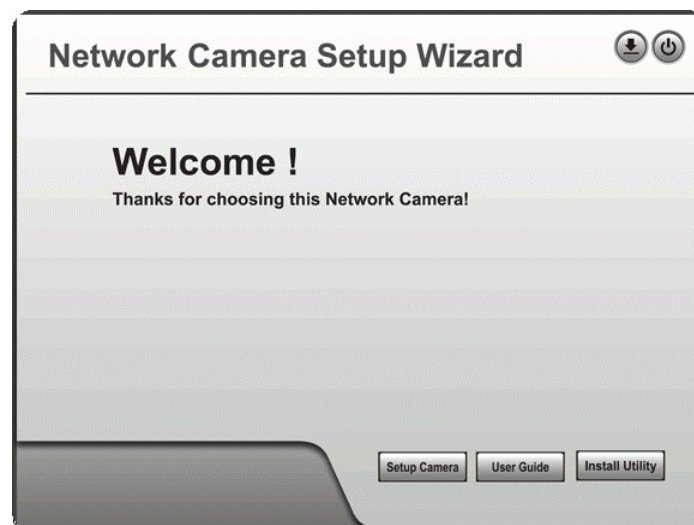 Network Camera Setup Wizard
Welcome !
Thanks for choosing this Network Camera!
Setup Camera
User Guide
Install Utility